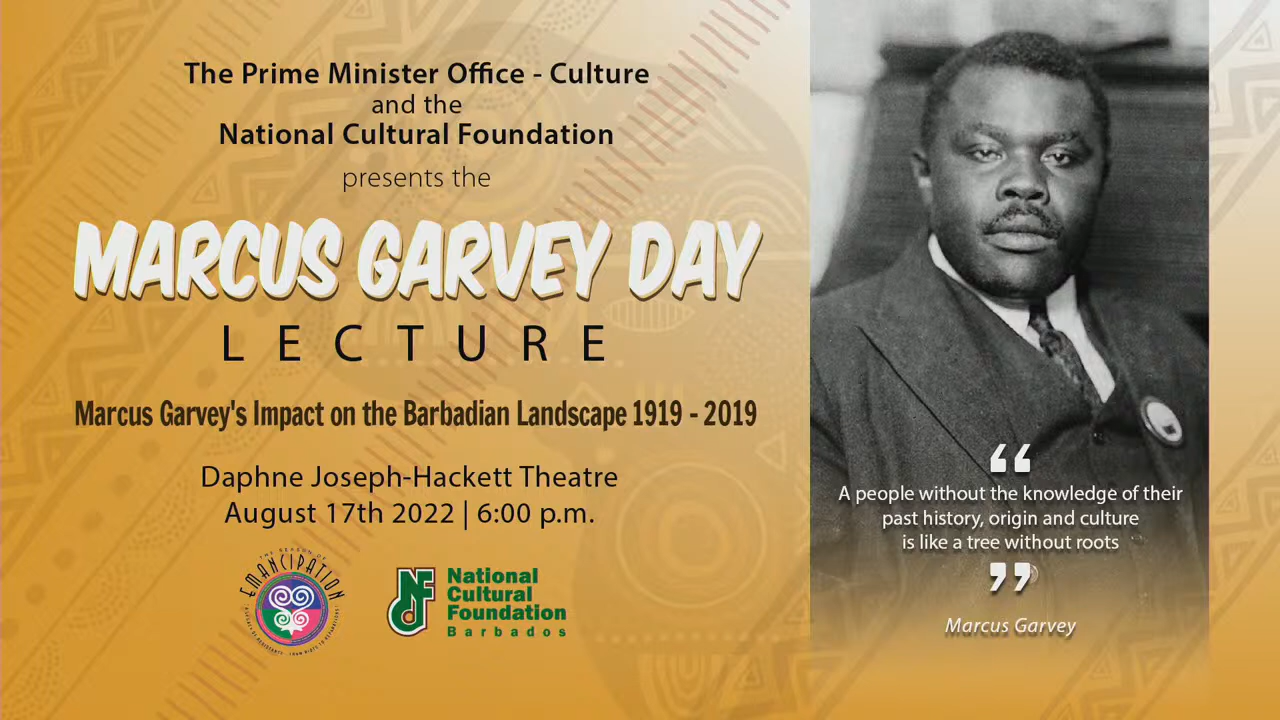 The Prime Minister Office - Culture
and the
National Cultural Foundation
presents the
MARCUS GARVEY DAY
LECTURE
Marcus Garvey's Impact on the Barbadian Landscape 1919 - 2019
Daphne Joseph-Hackett Theatre
August 17th 2022 | 6:00 p.m.
THE SEASON OF
EMANCIPATION
National
Cultural
Foundation
Barbados
“
A people without the knowledge of their
past history, origin and culture
is like a tree without roots
”
Marcus Garvey